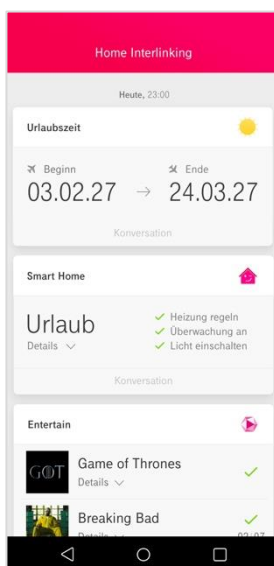 Home Interlinking
Heute, 23:00
Urlaubszeit
Beginn
Ende
03.02.27 → 24.03.27
Konversation
Smart Home
Urlaub
Details
Heizung regeln
Überwachung an
Licht einschalten
Konversation
Entertain
GOT
Game of Thrones
Details
Breaking Bad